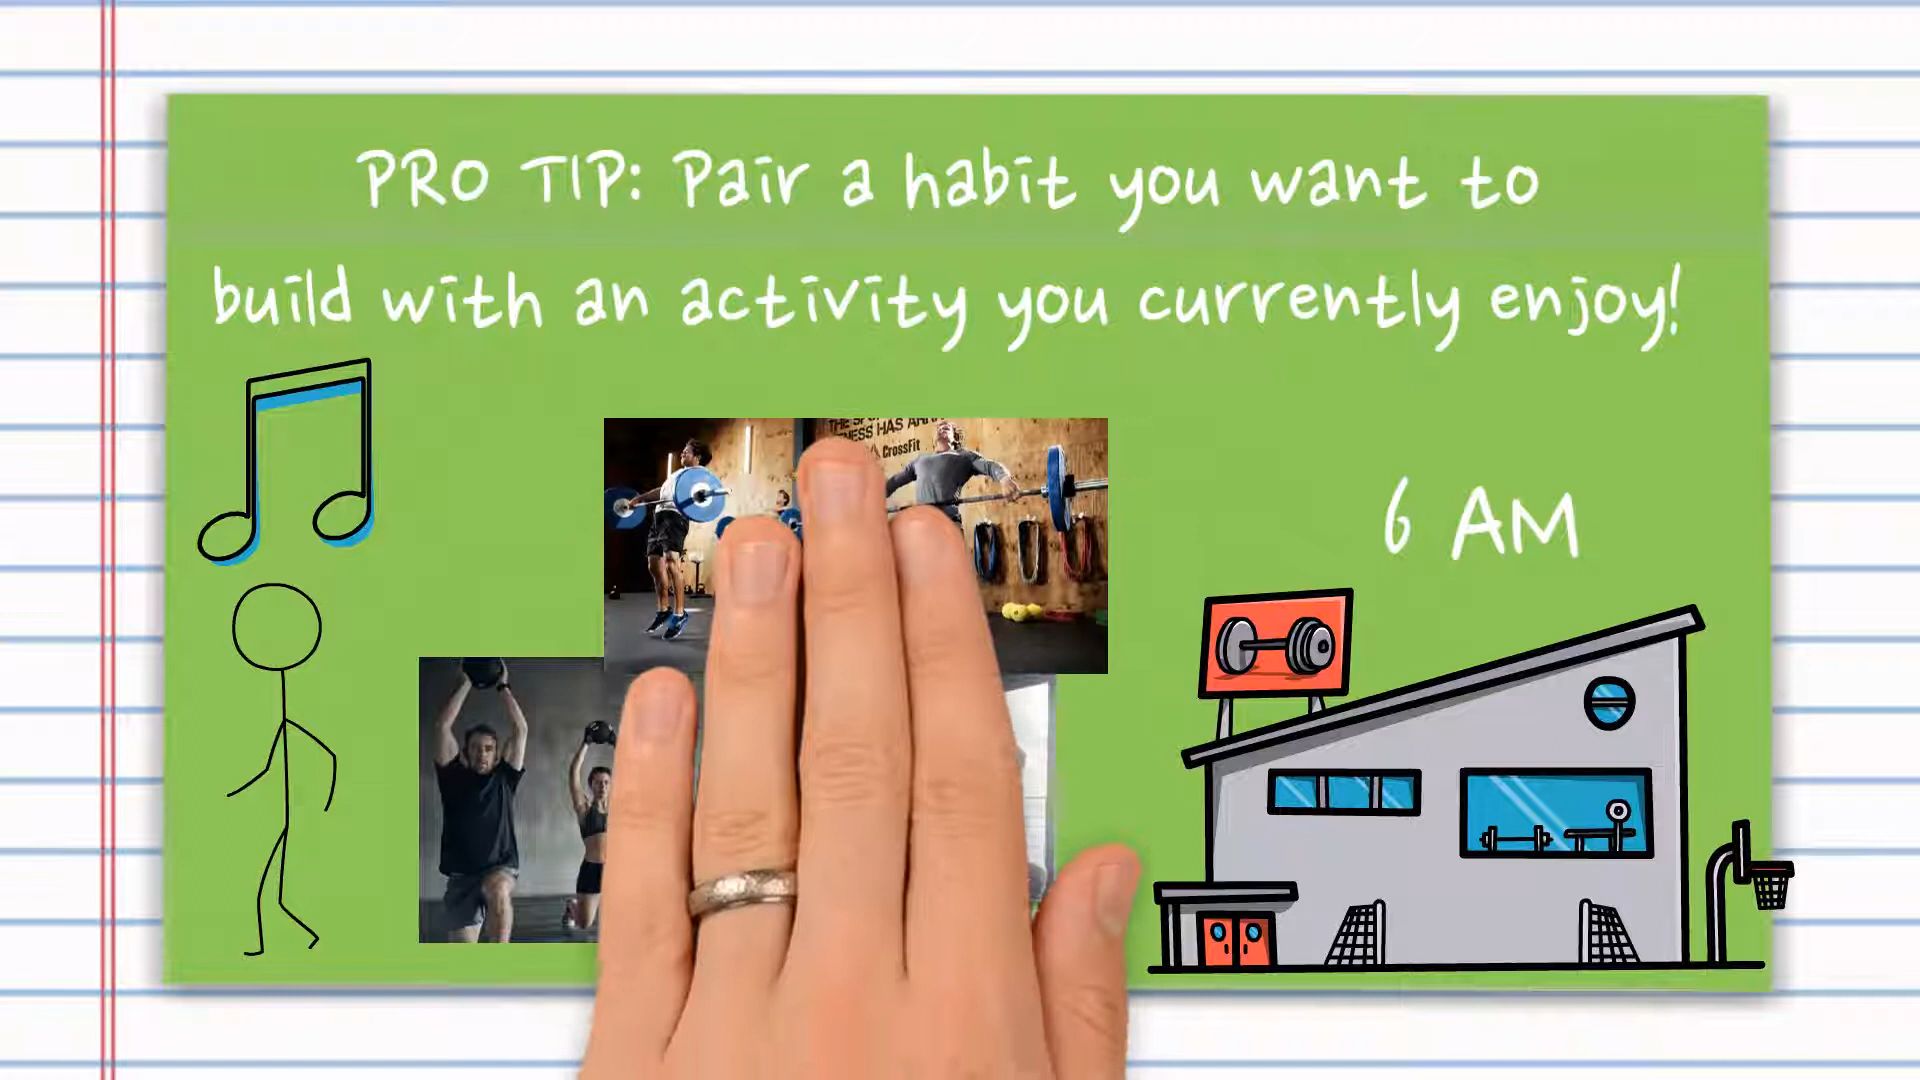 PRO TIP: Pair a habit you want to
build with an activity you currently enjoy!
CrossFit
6 AM